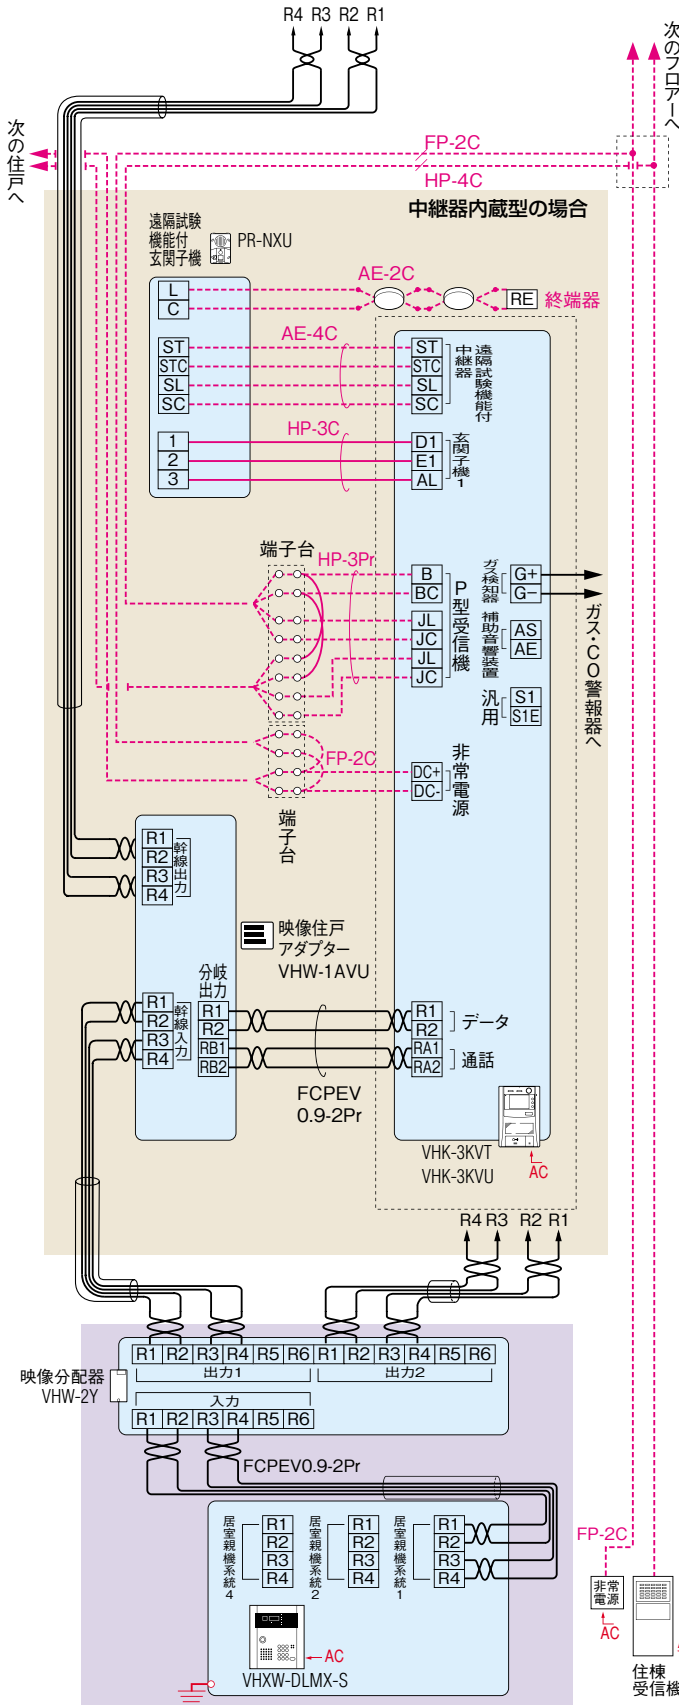 R4 R3 R2 R1
次のフロアーへ
次の住戸へ
FP-2C
HP-4C
中継器内蔵型の場合
遠隔試験
機能付
玄関子機
PR-NXU
AE-2C
L
C
RE
終端器
AE-4C
ST
STC
SL
SC
ST
STC
SL
SC
遠隔試験機能付
中継器
HP-3C
1
2
3
D1
E1
AL
玄関子機1
端子台
HP-3Pr
B
BC
JL
JC
JL
JC
P型受信機
ガス検知器
G+
G−
補助音響装置
AS
AE
汎用
S1
S1E
ガス・CO警報器へ
FP-2C
DC+
DC-
非常電源
端子台
R1
R2
R3
R4
幹線出力
映像住戸
アダプター
VHW-1AVU
分岐
出力
R1
R2
R3
R4
幹線入力
R1
R2
RB1
RB2
R1
R2
RA1
RA2
データ
通話
FCPEV
0.9-2Pr
VHK-3KVT
VHK-3KVU
AC
R4 R3 R2 R1
R1 R2 R3 R4 R5 R6 R1 R2 R3 R4 R5 R6
出力1
出力2
映像分配器
VHW-2Y
入力
R1 R2 R3 R4 R5 R6
FCPEV0.9-2Pr
居室親機系統4
R1
R2
R3
R4
居室親機系統2
R1
R2
R3
R4
居室親機系統1
R1
R2
R3
R4
AC
VHXW-DLMX-S
FP-2C
非常
電源
AC
住棟
受信機